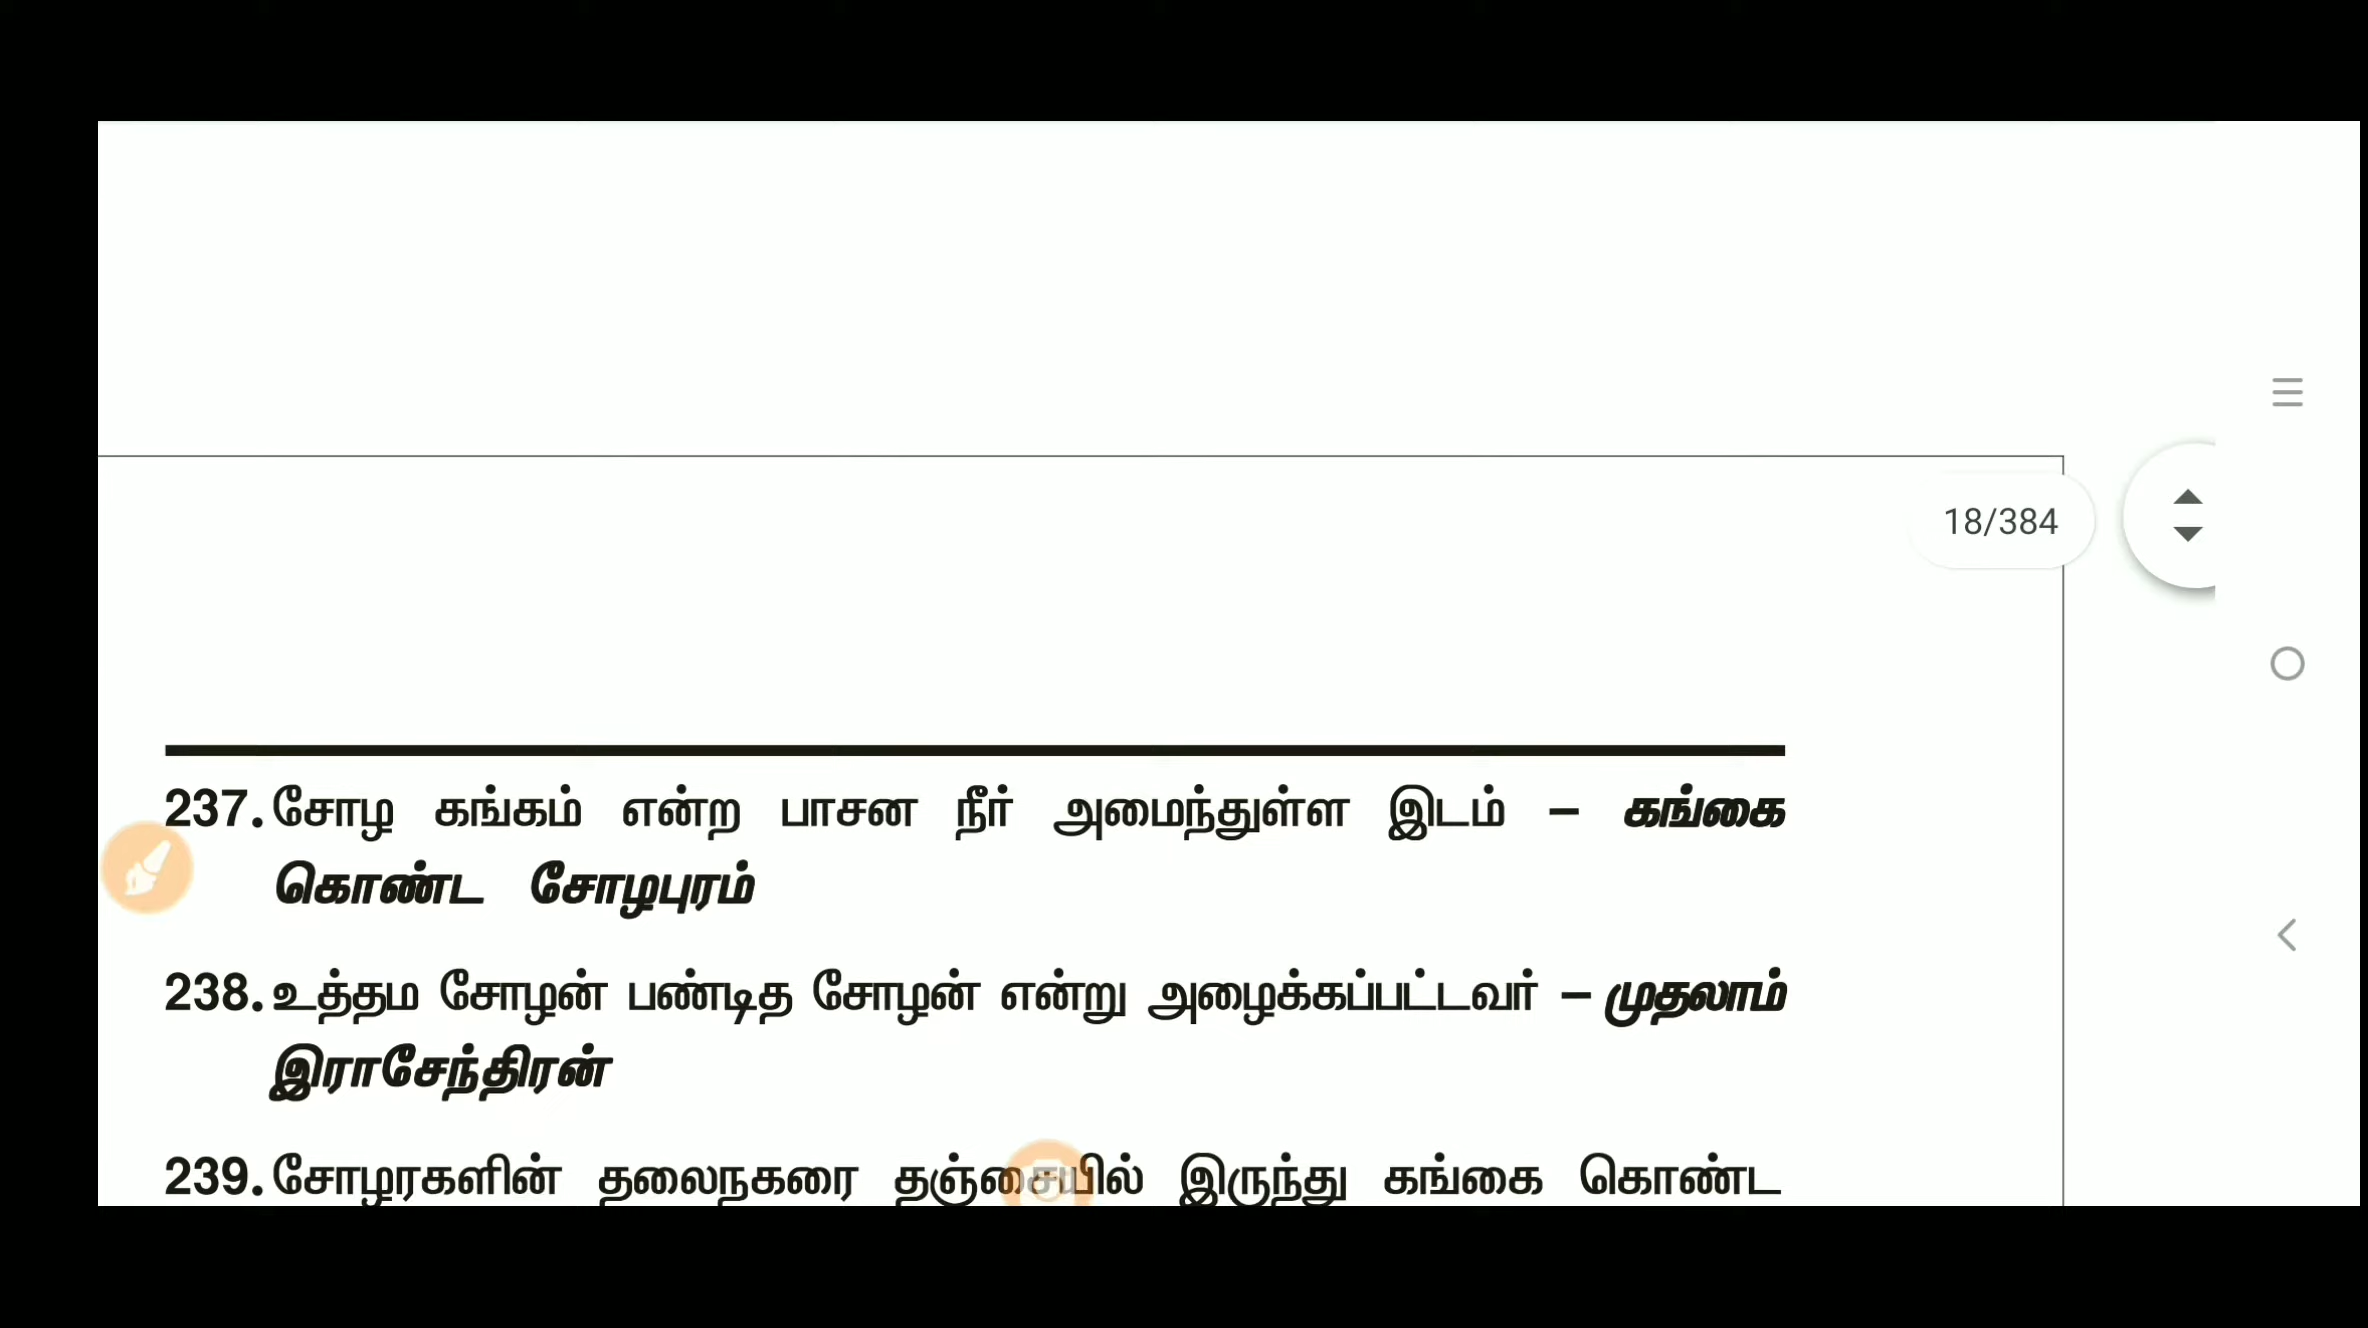 18/384
237. சோழ கங்கம் என்ற பாசன நீர் அமைந்துள்ள இடம் – கங்கை
கொண்ட சோழபுரம்
238. உத்தம சோழன் பண்டித சோழன் என்று அழைக்கப்பட்டவர் – முதலாம்
இராசேந்திரன்
239. சோழரகளின் தலைநகரை தஞ்சையில் இருந்து கங்கை கொண்ட